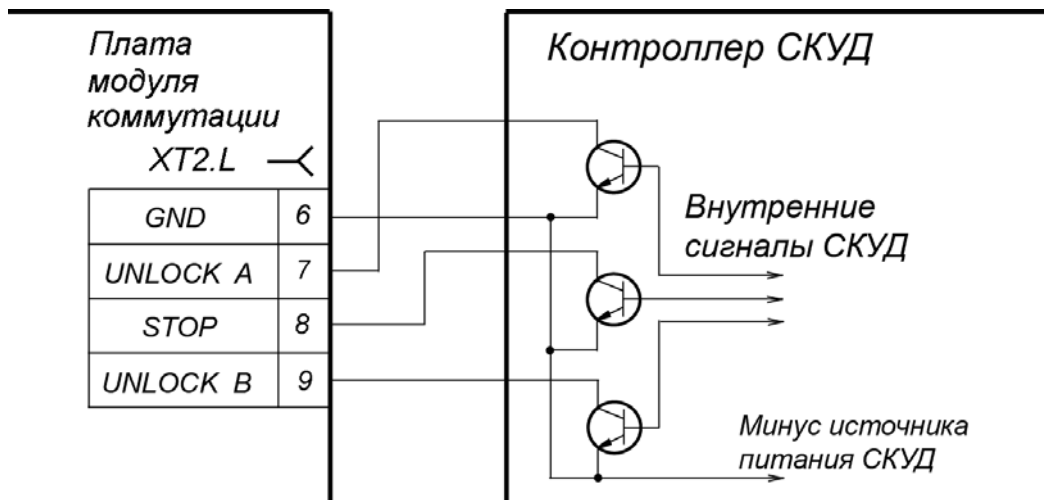 Плата
модуля
коммутации
XT2.L
GND 6
UNLOCK A 7
STOP 8
UNLOCK B 9
Контроллер СКУД
Внутренние
сигналы СКУД
Минус источника
питания СКУД